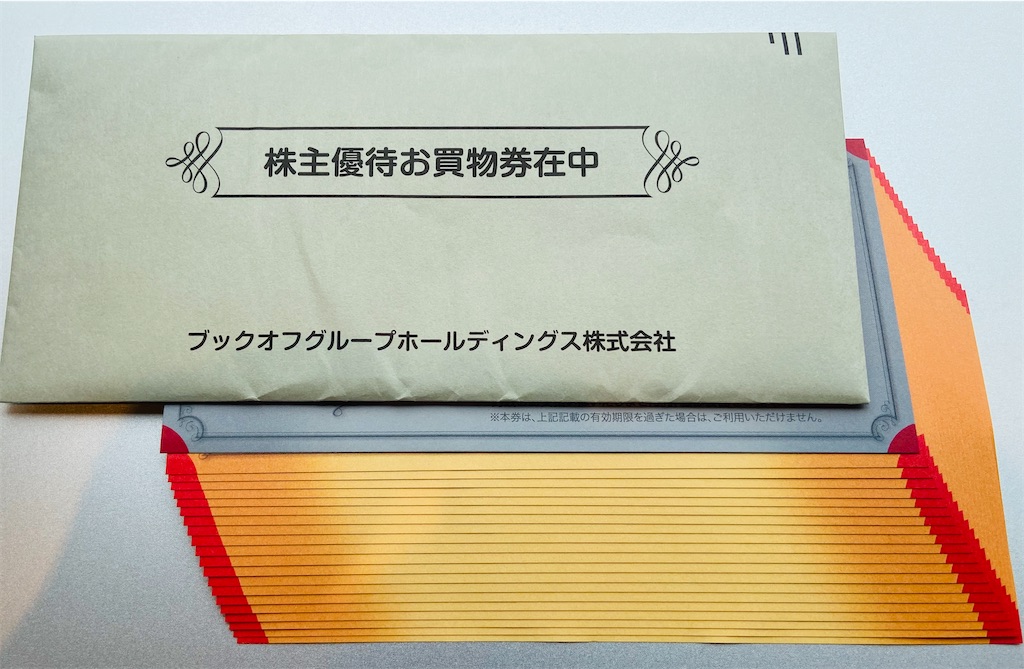 株主優待お買物券在中
ブックオフグループホールディングス株式会社
※本券は、上記記載の有効期限を過ぎた場合は、ご利用いただけません。